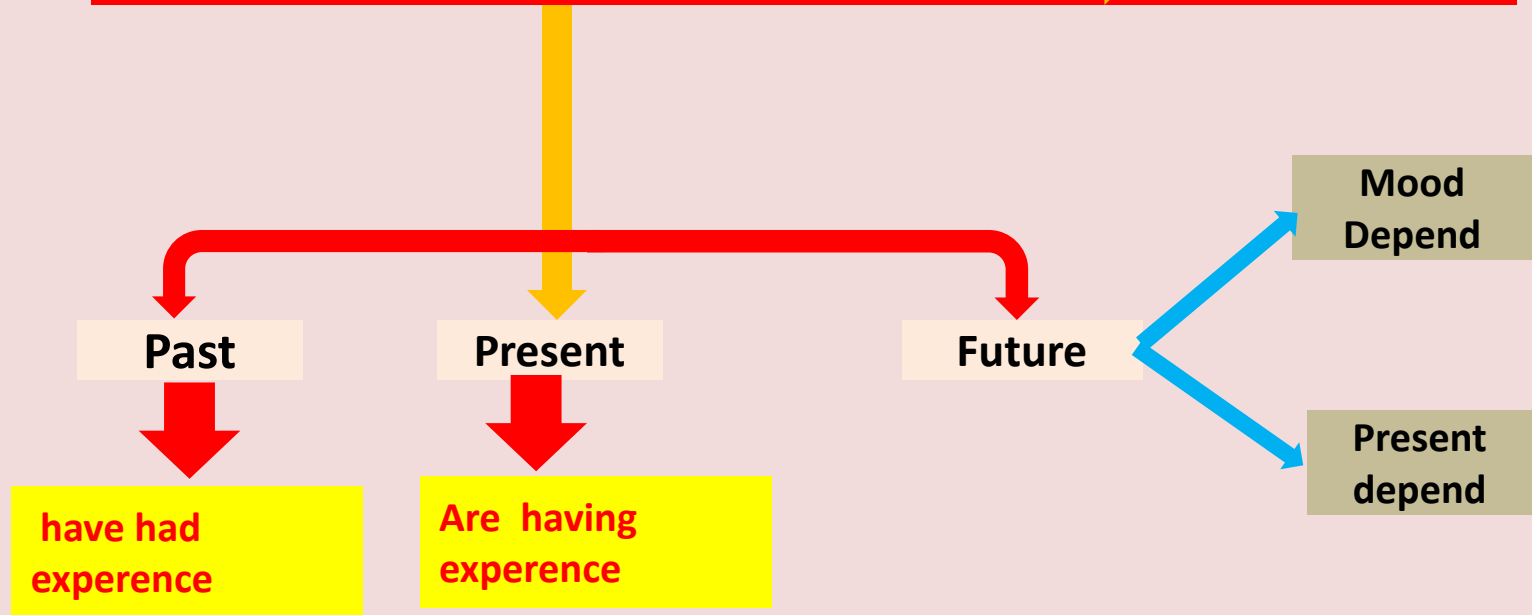 Mood
Depend
Past
Present
Future
Present
depend
have had
experence
Are having
experence